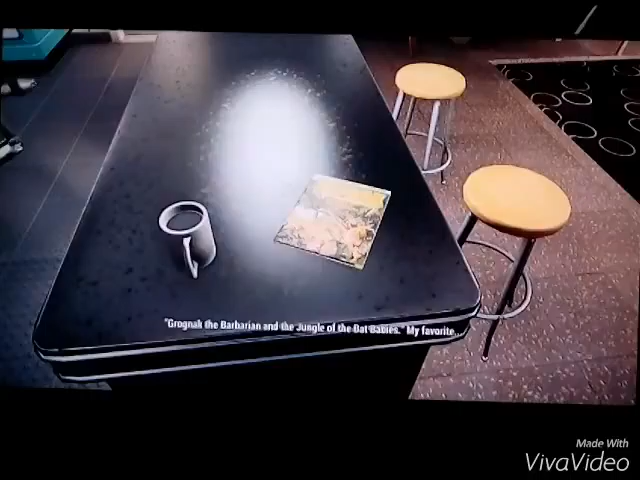 "Grognak the Barbarian and the Jungle of the Bat Babies." My favorite...
Made With
VivaVideo